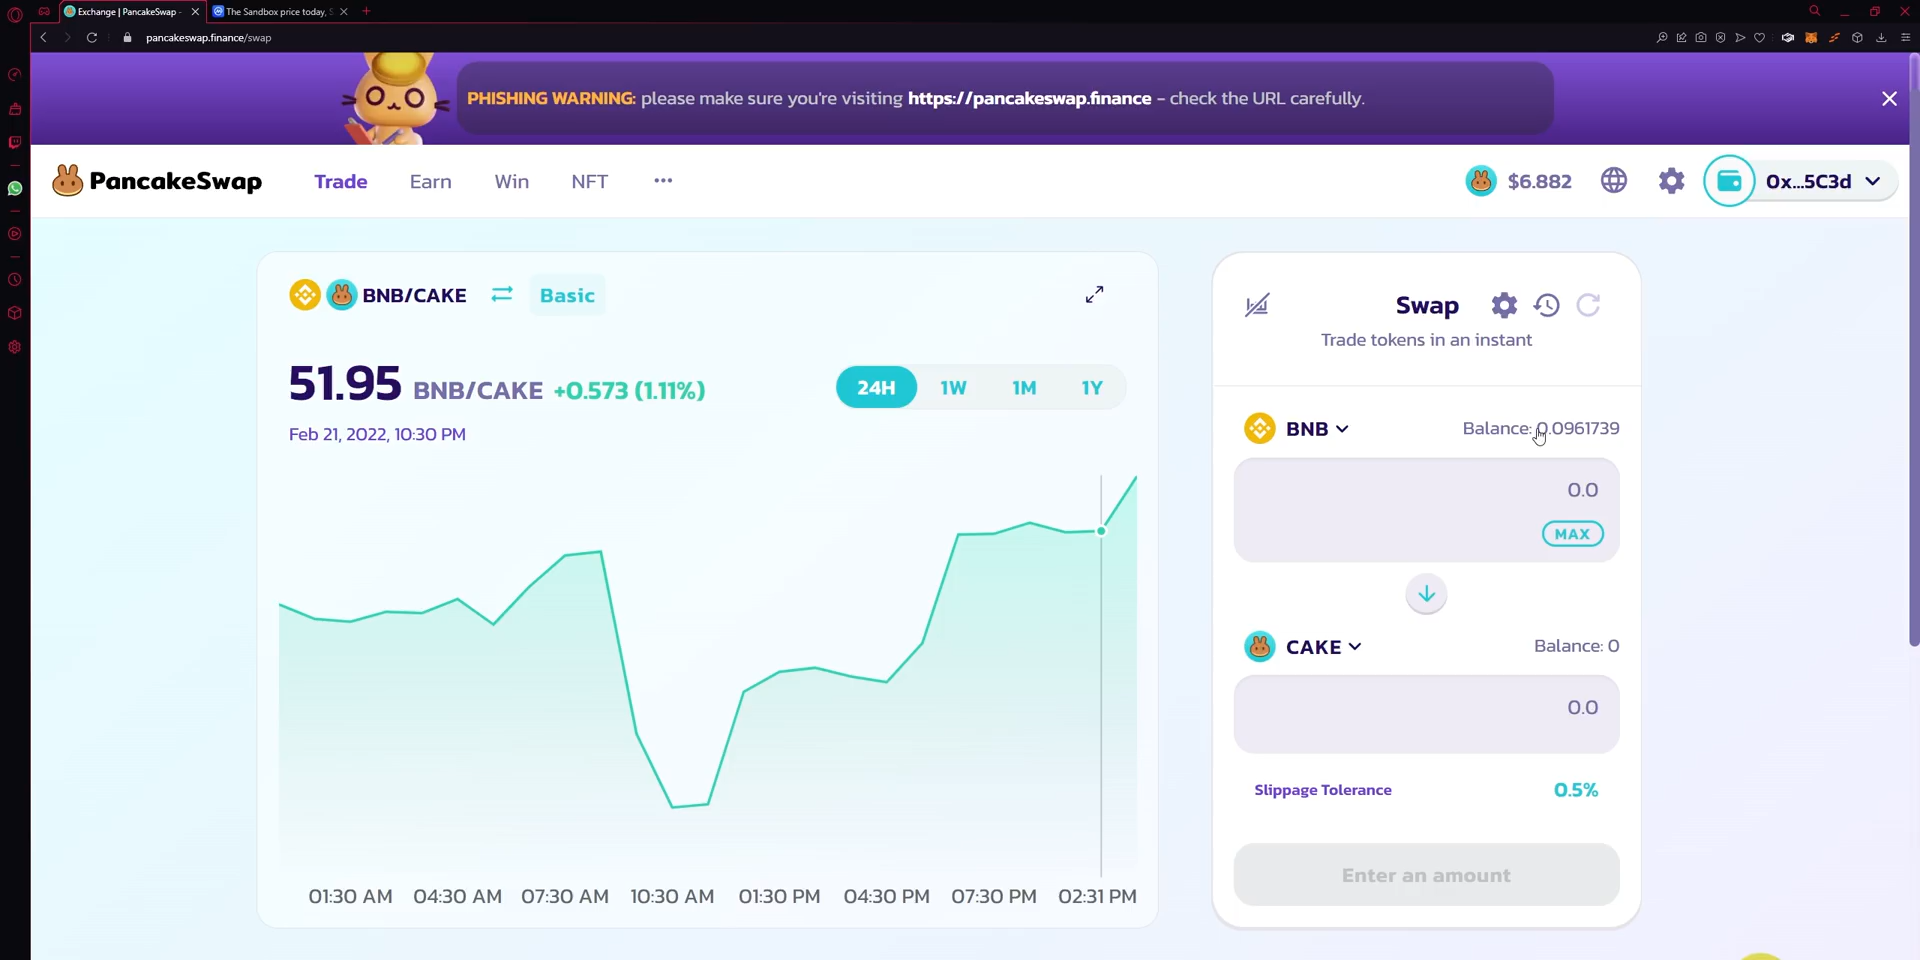 Exchange | PancakeSwap -
The Sandbox price today, S
pancakeswap.finance/swap
PHISHING WARNING: please make sure you're visiting https://pancakeswap.finance - check the URL carefully.
PancakeSwap Trade Earn Win NFT $6.882 0x...5C3d
BNB/CAKE Basic
51.95 BNB/CAKE +0.573 (1.11%)
24H 1W 1M 1Y
Feb 21, 2022, 10:30 PM
01:30 AM 04:30 AM 07:30 AM 10:30 AM 01:30 PM 04:30 PM 07:30 PM 02:31 PM
Swap
Trade tokens in an instant
BNB Balance: 0.0961739
0.0
MAX
CAKE Balance: 0
0.0
Slippage Tolerance 0.5%
Enter an amount